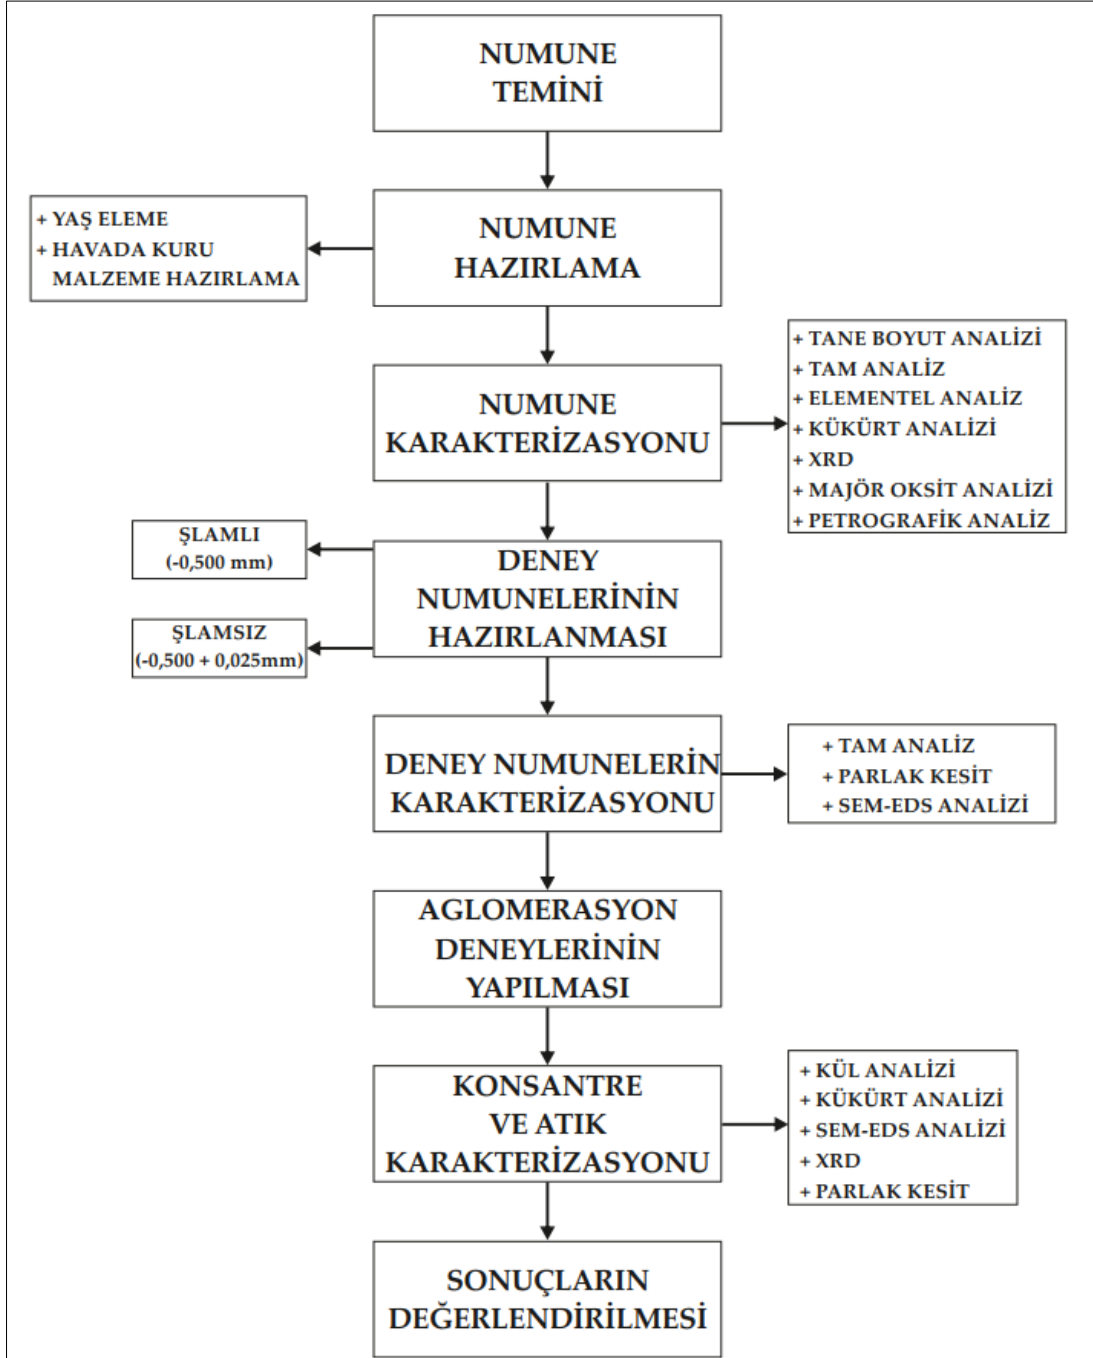 NUMUNE
TEMİNİ
NUMUNE
HAZIRLAMA
+ YAŞ ELEME
+ HAVADA KURU
MALZEME HAZIRLAMA
NUMUNE
KARAKTERİZASYONU
+ TANE BOYUT ANALİZİ
+ TAM ANALİZ
+ ELEMENTEL ANALİZ
+ KÜKÜRT ANALİZİ
+ XRD
+ MAJÖR OKSİT ANALİZİ
+ PETROGRAFİK ANALİZ
DENEY
NUMUNELERİNİN
HAZIRLANMASI
ŞLAMLI
(-0,500 mm)
ŞLAMSIZ
(-0,500 + 0,025mm)
DENEY NUMUNELERİN
KARAKTERİZASYONU
+ TAM ANALİZ
+ PARLAK KESİT
+ SEM-EDS ANALİZİ
AGLOMERASYON
DENEYLERİNİN
YAPILMASI
KONSANTRE
VE ATIK
KARAKTERİZASYONU
+ KÜL ANALİZİ
+ KÜKÜRT ANALİZİ
+ SEM-EDS ANALİZİ
+ XRD
+ PARLAK KESİT
SONUÇLARIN
DEĞERLENDİRİLMESİ